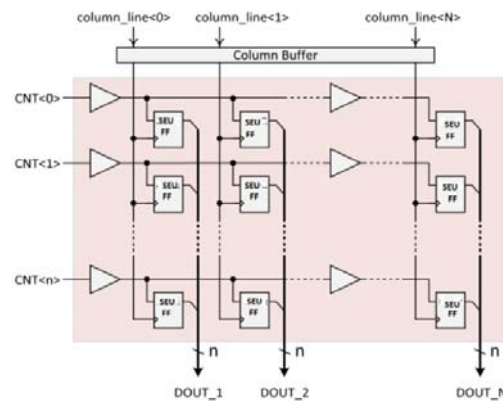 column_line<0> column_line<1> column_line<N>
Column Buffer
CNT<0>
SEU FF SEU FF SEU FF
CNT<1>
SEU FF SEU FF SEU FF
CNT<n>
SEU FF SEU FF SEU FF
n n n
DOUT_1 DOUT_2 DOUT_N